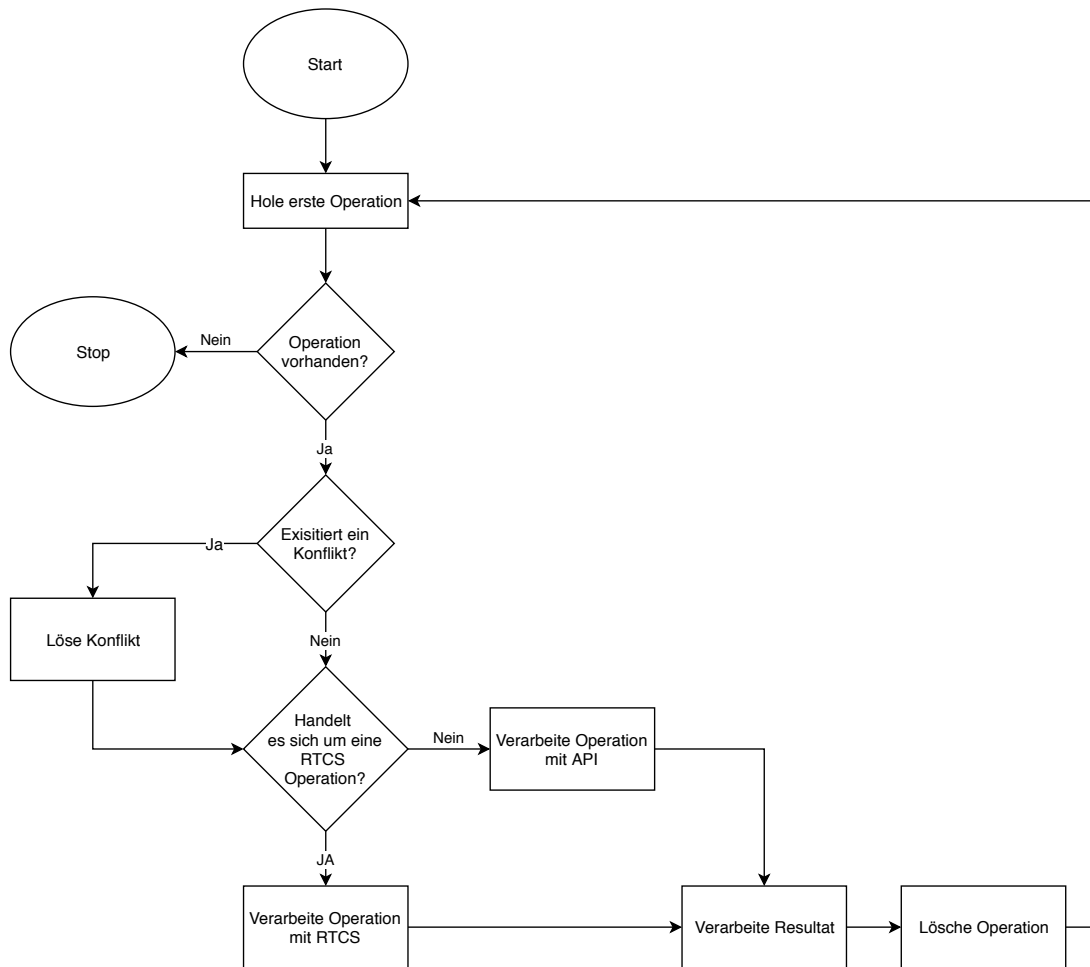 Start
Hole erste Operation
Operation
vorhanden?
Nein
Stop
Ja
Exisitiert ein
Konflikt?
Ja
Löse Konflikt
Nein
Handelt
es sich um eine
RTCS
Operation?
Nein
Verarbeite Operation
mit API
JA
Verarbeite Operation
mit RTCS
Verarbeite Resultat
Lösche Operation